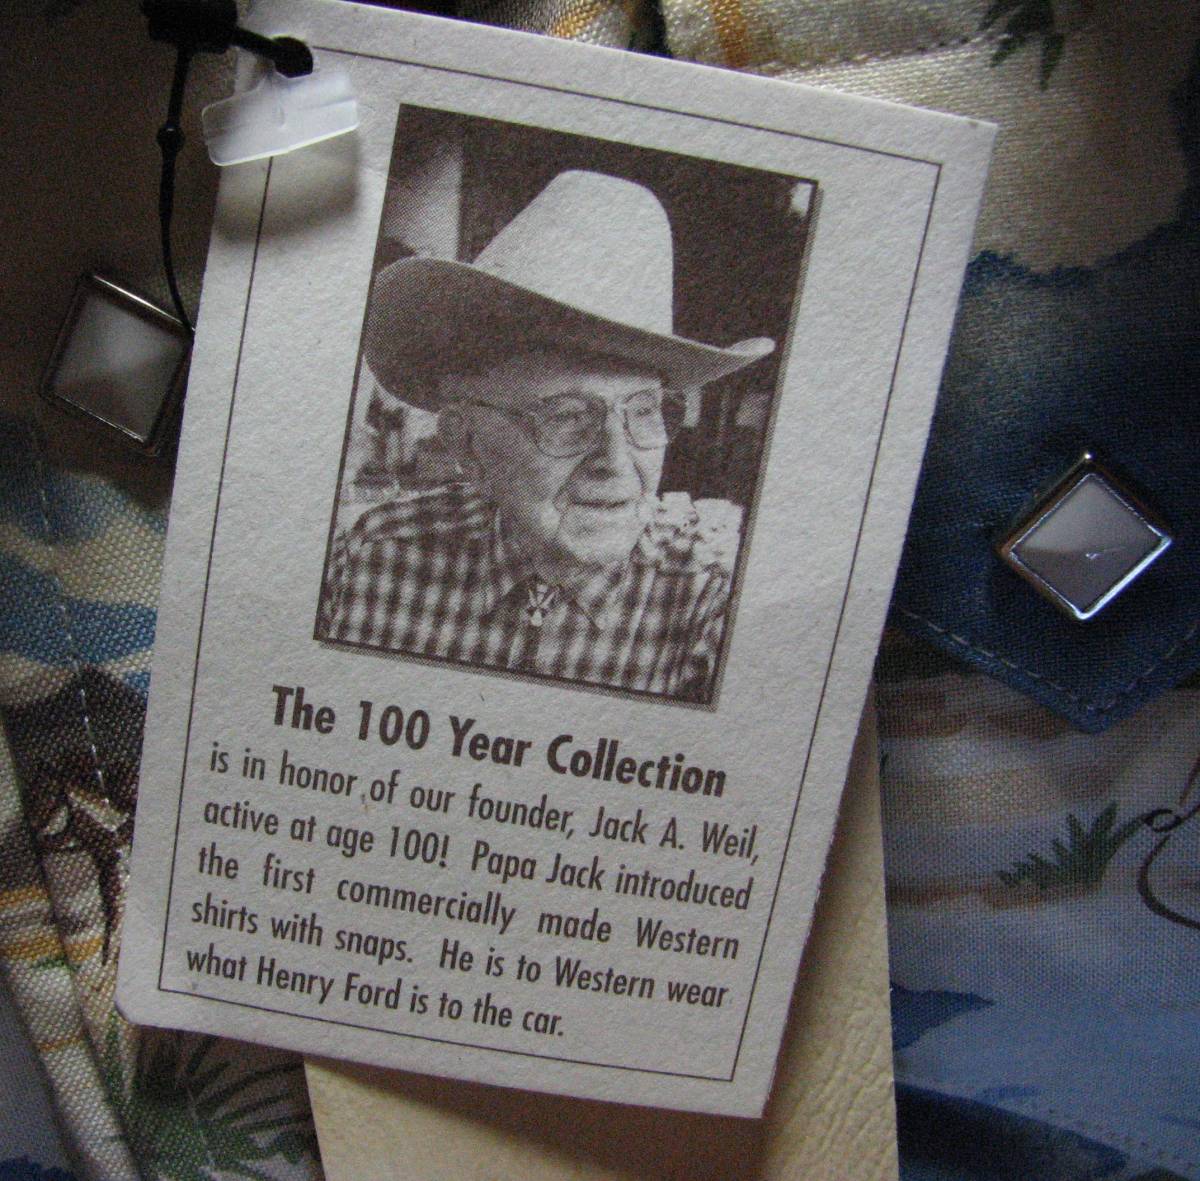 The 100 Year Collection
is in honor of our founder, Jack A. Weil,
active at age 100! Papa Jack introduced
the first commercially made Western
shirts with snaps. He is to Western wear
what Henry Ford is to the car.